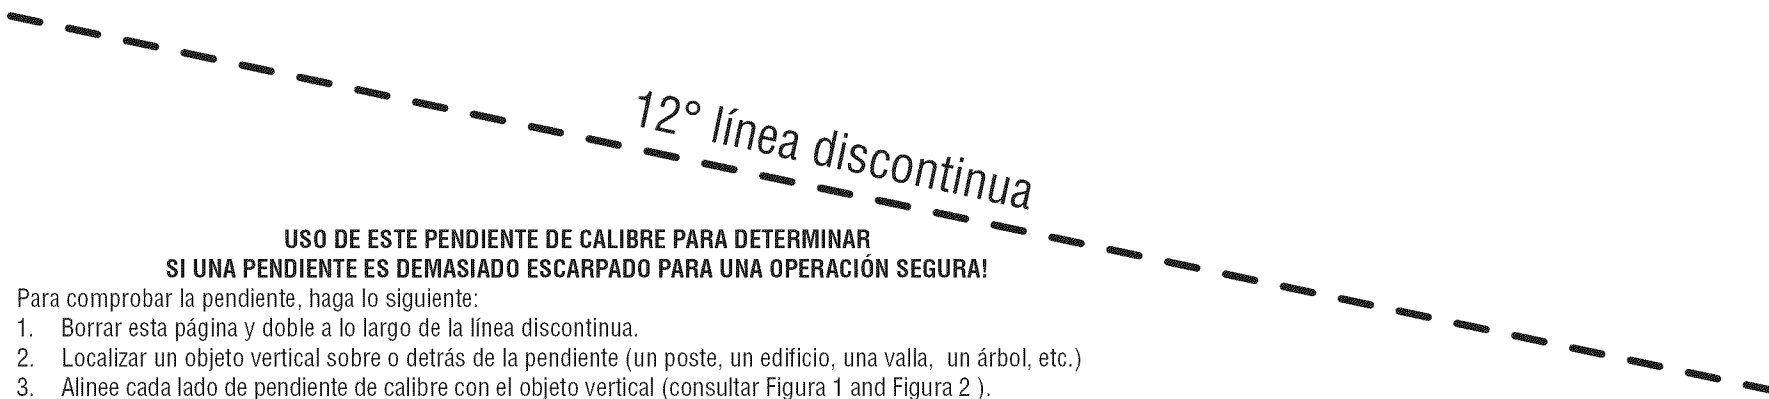 12° línea discontinua
USO DE ESTE PENDIENTE DE CALIBRE PARA DETERMINAR
SI UNA PENDIENTE ES DEMASIADO ESCARPADO PARA UNA OPERACIÓN SEGURA!
Para comprobar la pendiente, haga lo siguiente:
1. Borrar esta página y doble a lo largo de la línea discontinua.
2. Localizar un objeto vertical sobre o detrás de la pendiente (un poste, un edificio, una valla, un árbol, etc.)
3. Alinee cada lado de pendiente de calibre con el objeto vertical (consultar Figura 1 and Figura 2 ).